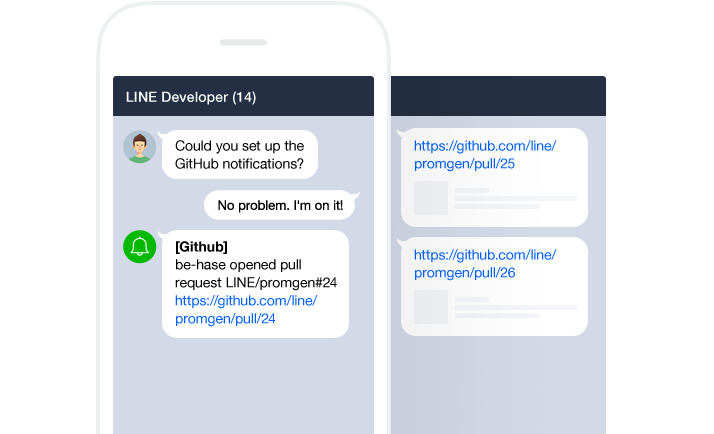 LINE Developer (14)
Could you set up the
GitHub notifications?
No problem. I'm on it!
[Github]
be-hase opened pull
request LINE/promgen#24
https://github.com/line/
promgen/pull/24
https://github.com/line/
promgen/pull/25
https://github.com/line/
promgen/pull/26